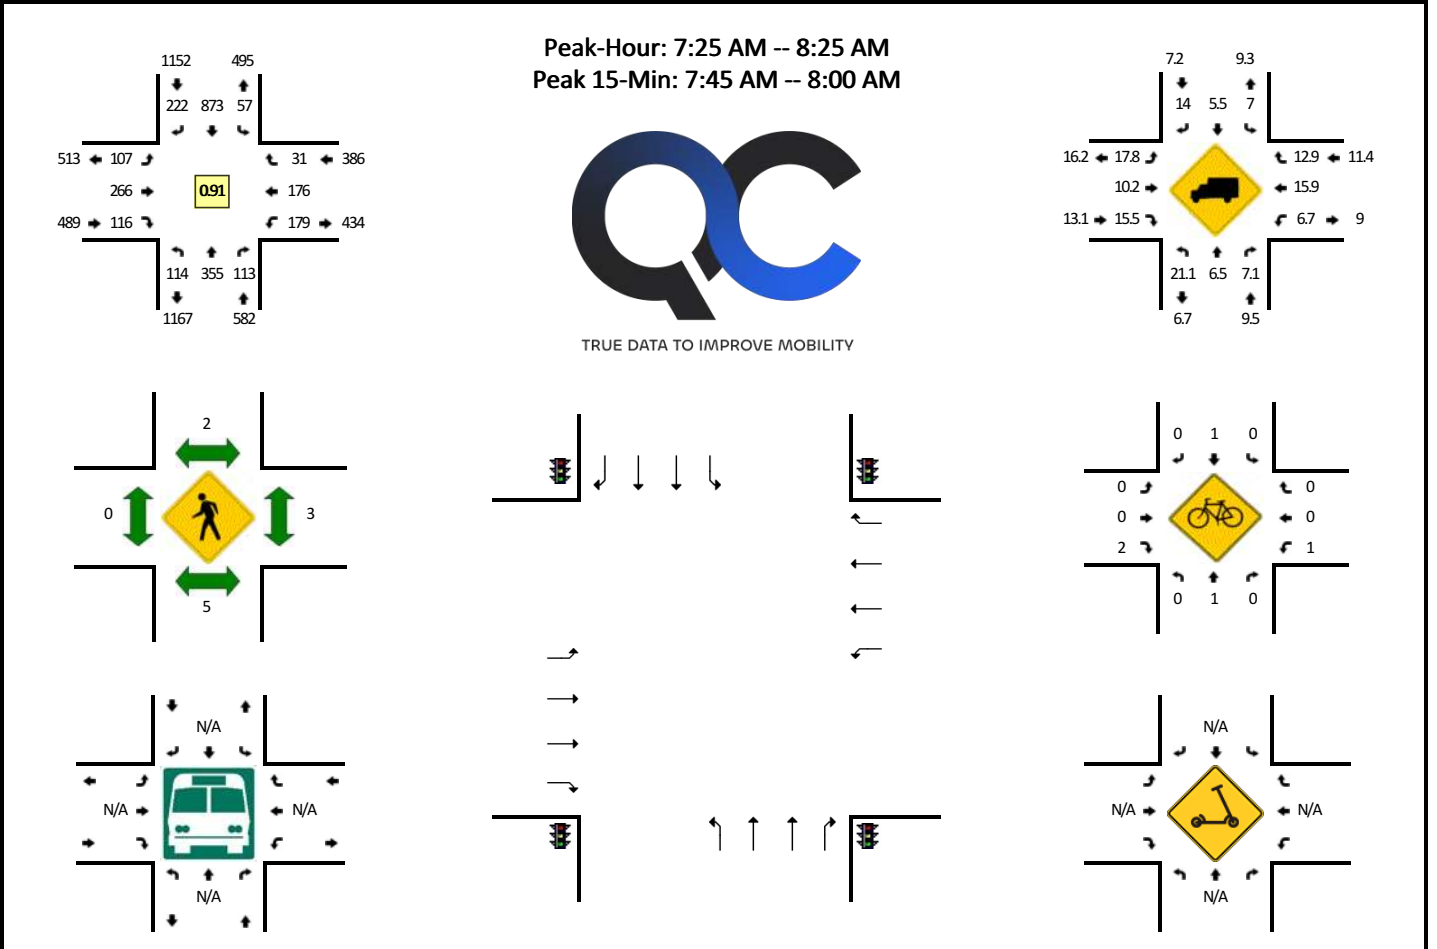 Peak-Hour: 7:25 AM -- 8:25 AM
Peak 15-Min: 7:45 AM -- 8:00 AM
1152 495
222 873 57
513 107 31 386
266 0.91 176
489 116 179 434
114 355 113
1167 582
7.2 9.3
14 5.5 7
16.2 17.8 12.9 11.4
10.2 15.9
13.1 15.5 6.7 9
21.1 6.5 7.1
6.7 9.5
QC
TRUE DATA TO IMPROVE MOBILITY
2
0 3
5
0 1 0
0 0
0 0
2 1
0 1 0
N/A
N/A N/A
N/A
N/A
N/A N/A
N/A